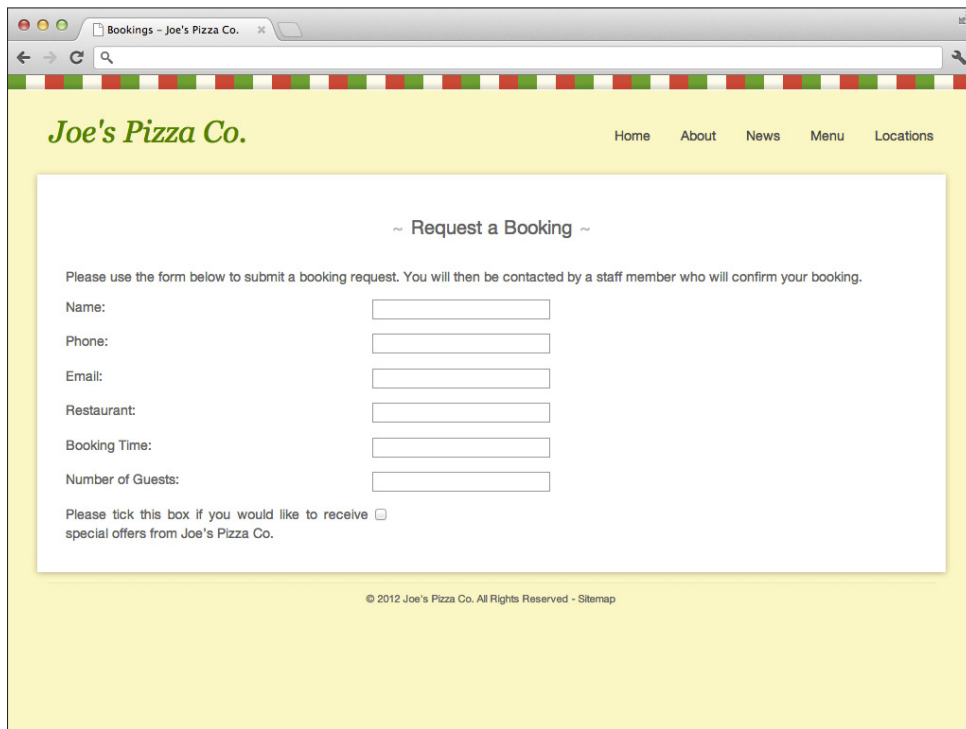 Bookings – Joe's Pizza Co.
Joe's Pizza Co.
Home About News Menu Locations
~ Request a Booking ~
Please use the form below to submit a booking request. You will then be contacted by a staff member who will confirm your booking.
Name:
Phone:
Email:
Restaurant:
Booking Time:
Number of Guests:
Please tick this box if you would like to receive
special offers from Joe's Pizza Co.
© 2012 Joe's Pizza Co. All Rights Reserved - Sitemap